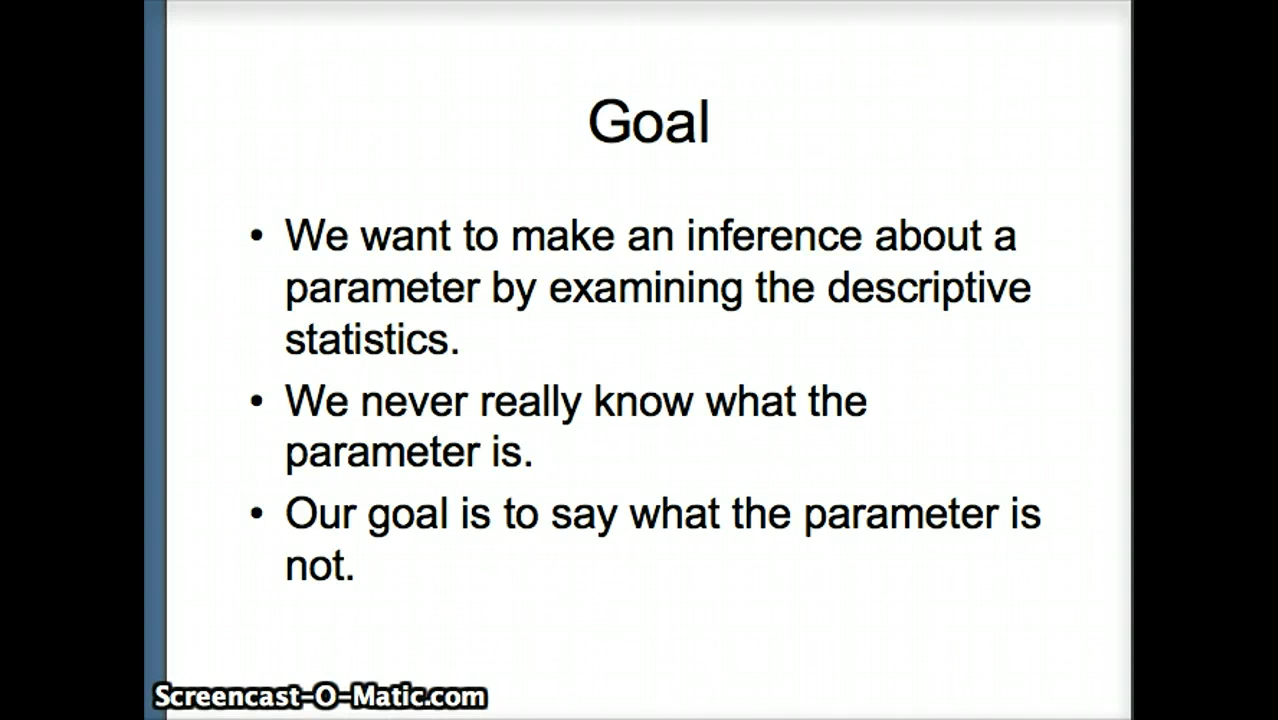 Goal
• We want to make an inference about a
parameter by examining the descriptive
statistics.
• We never really know what the
parameter is.
• Our goal is to say what the parameter is
not.
Screencast-O-Matic.com